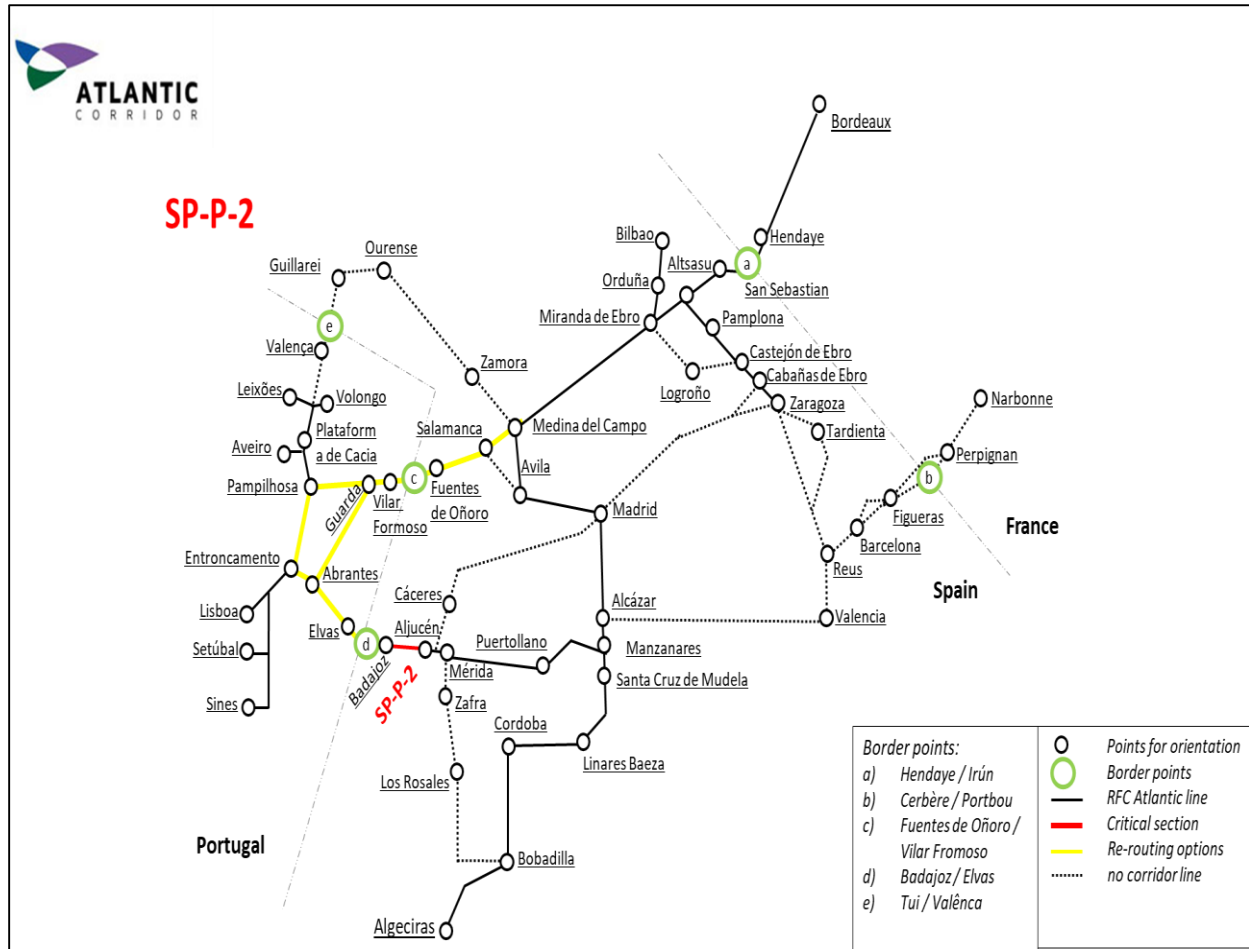 ATLANTIC
CORRIDOR
SP-P-2
Bordeaux
Hendaye
a
Bilbao
Altsasu
Ourense
Guillarei
Orduña
San Sebastian
Miranda de Ebro
Pamplona
e
Valença
Castejón de Ebro
Cabañas de Ebro
Zamora
Logroño
Leixões
Volongo
Zaragoza
Narbonne
Salamanca
Medina del Campo
Tardienta
Aveiro
Plataform
a de Cacia
Perpignan
Pampilhosa
Guarda
Vilar
Formoso
c
Fuentes
de Oñoro
Avila
b
Madrid
Figueras
France
Barcelona
Entroncamento
Abrantes
Reus
Spain
Cáceres
Alcázar
Valencia
Lisboa
Elvas
d
Aljucén
Puertollano
Setúbal
Badajoz
SP-P-2
Mérida
Manzanares
Santa Cruz de Mudela
Zafra
Sines
Cordoba
Linares Baeza
Los Rosales
Portugal
Bobadilla
Algeciras
Border points:
a) Hendaye / Irún
b) Cerbère / Portbou
c) Fuentes de Oñoro /
Vilar Fromoso
d) Badajoz / Elvas
e) Tui / Valênca
Points for orientation
Border points
RFC Atlantic line
Critical section
Re-routing options
no corridor line